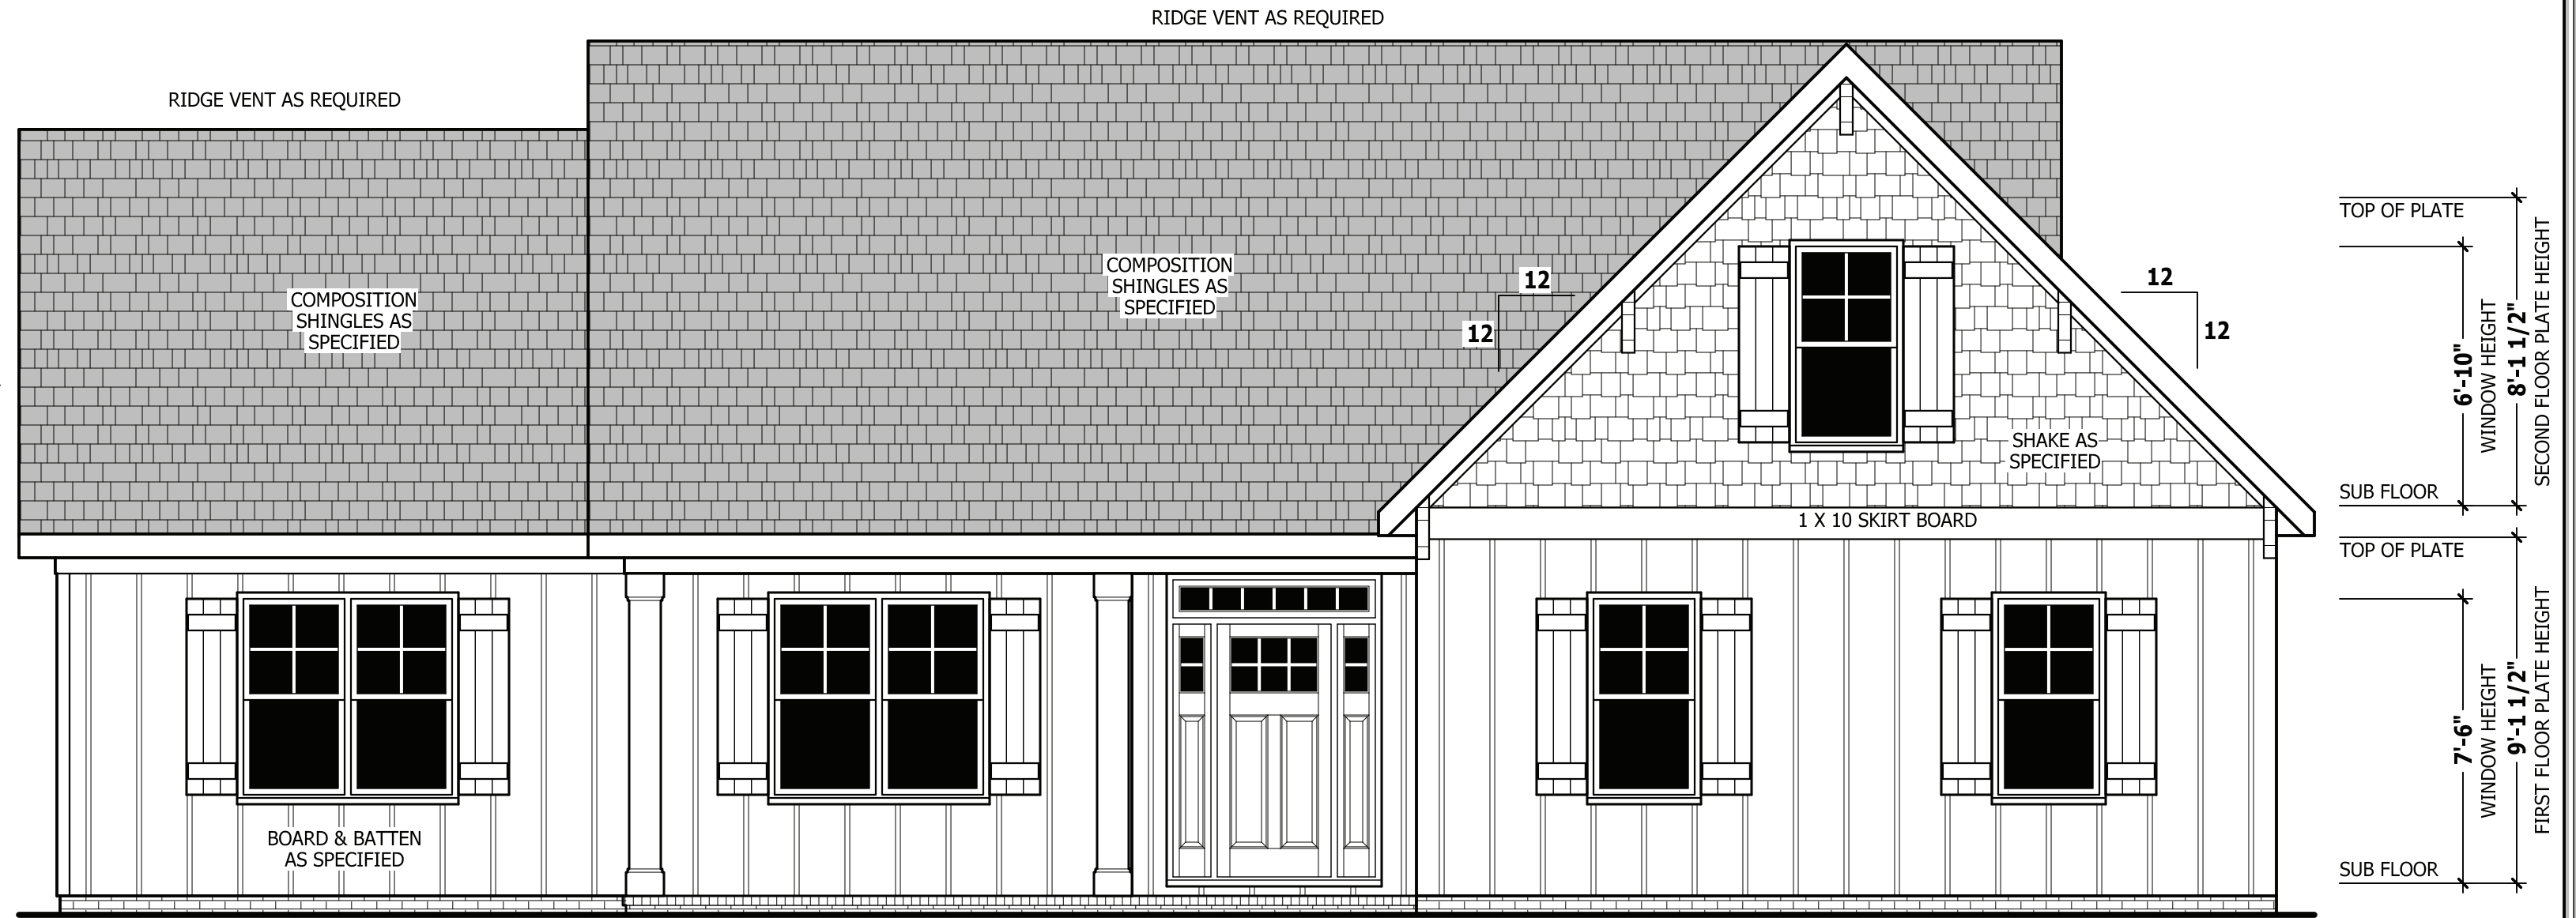 RIDGE VENT AS REQUIRED
RIDGE VENT AS REQUIRED
COMPOSITION
SHINGLES AS
SPECIFIED
COMPOSITION
SHINGLES AS
SPECIFIED
12
12
12
12
SHAKE AS
SPECIFIED
1 X 10 SKIRT BOARD
BOARD & BATTEN
AS SPECIFIED
TOP OF PLATE
6'-10"
WINDOW HEIGHT
8'-1 1/2"
SECOND FLOOR PLATE HEIGHT
SUB FLOOR
TOP OF PLATE
7'-6"
WINDOW HEIGHT
9'-1 1/2"
FIRST FLOOR PLATE HEIGHT
SUB FLOOR